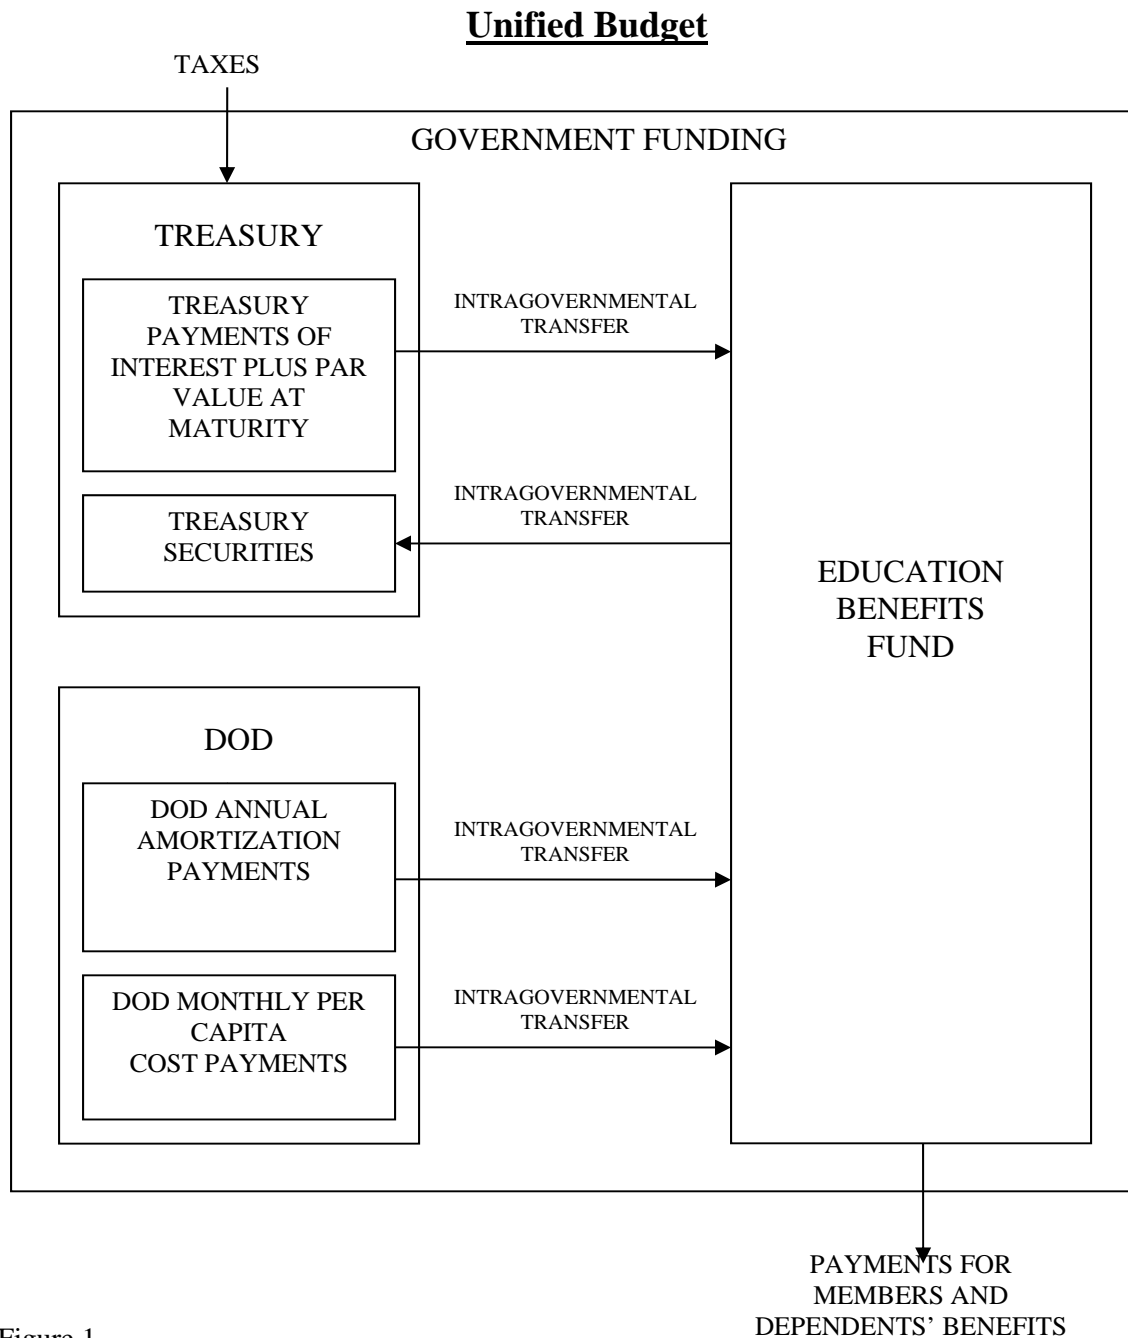 Unified Budget
TAXES
GOVERNMENT FUNDING
TREASURY
TREASURY
PAYMENTS OF
INTEREST PLUS PAR
VALUE AT
MATURITY
INTRAGOVERNMENTAL
TRANSFER
TREASURY
SECURITIES
INTRAGOVERNMENTAL
TRANSFER
EDUCATION
BENEFITS
FUND
DOD
DOD ANNUAL
AMORTIZATION
PAYMENTS
INTRAGOVERNMENTAL
TRANSFER
DOD MONTHLY PER
CAPITA
COST PAYMENTS
INTRAGOVERNMENTAL
TRANSFER
PAYMENTS FOR
MEMBERS AND
DEPENDENTS’ BENEFITS
Figure 1